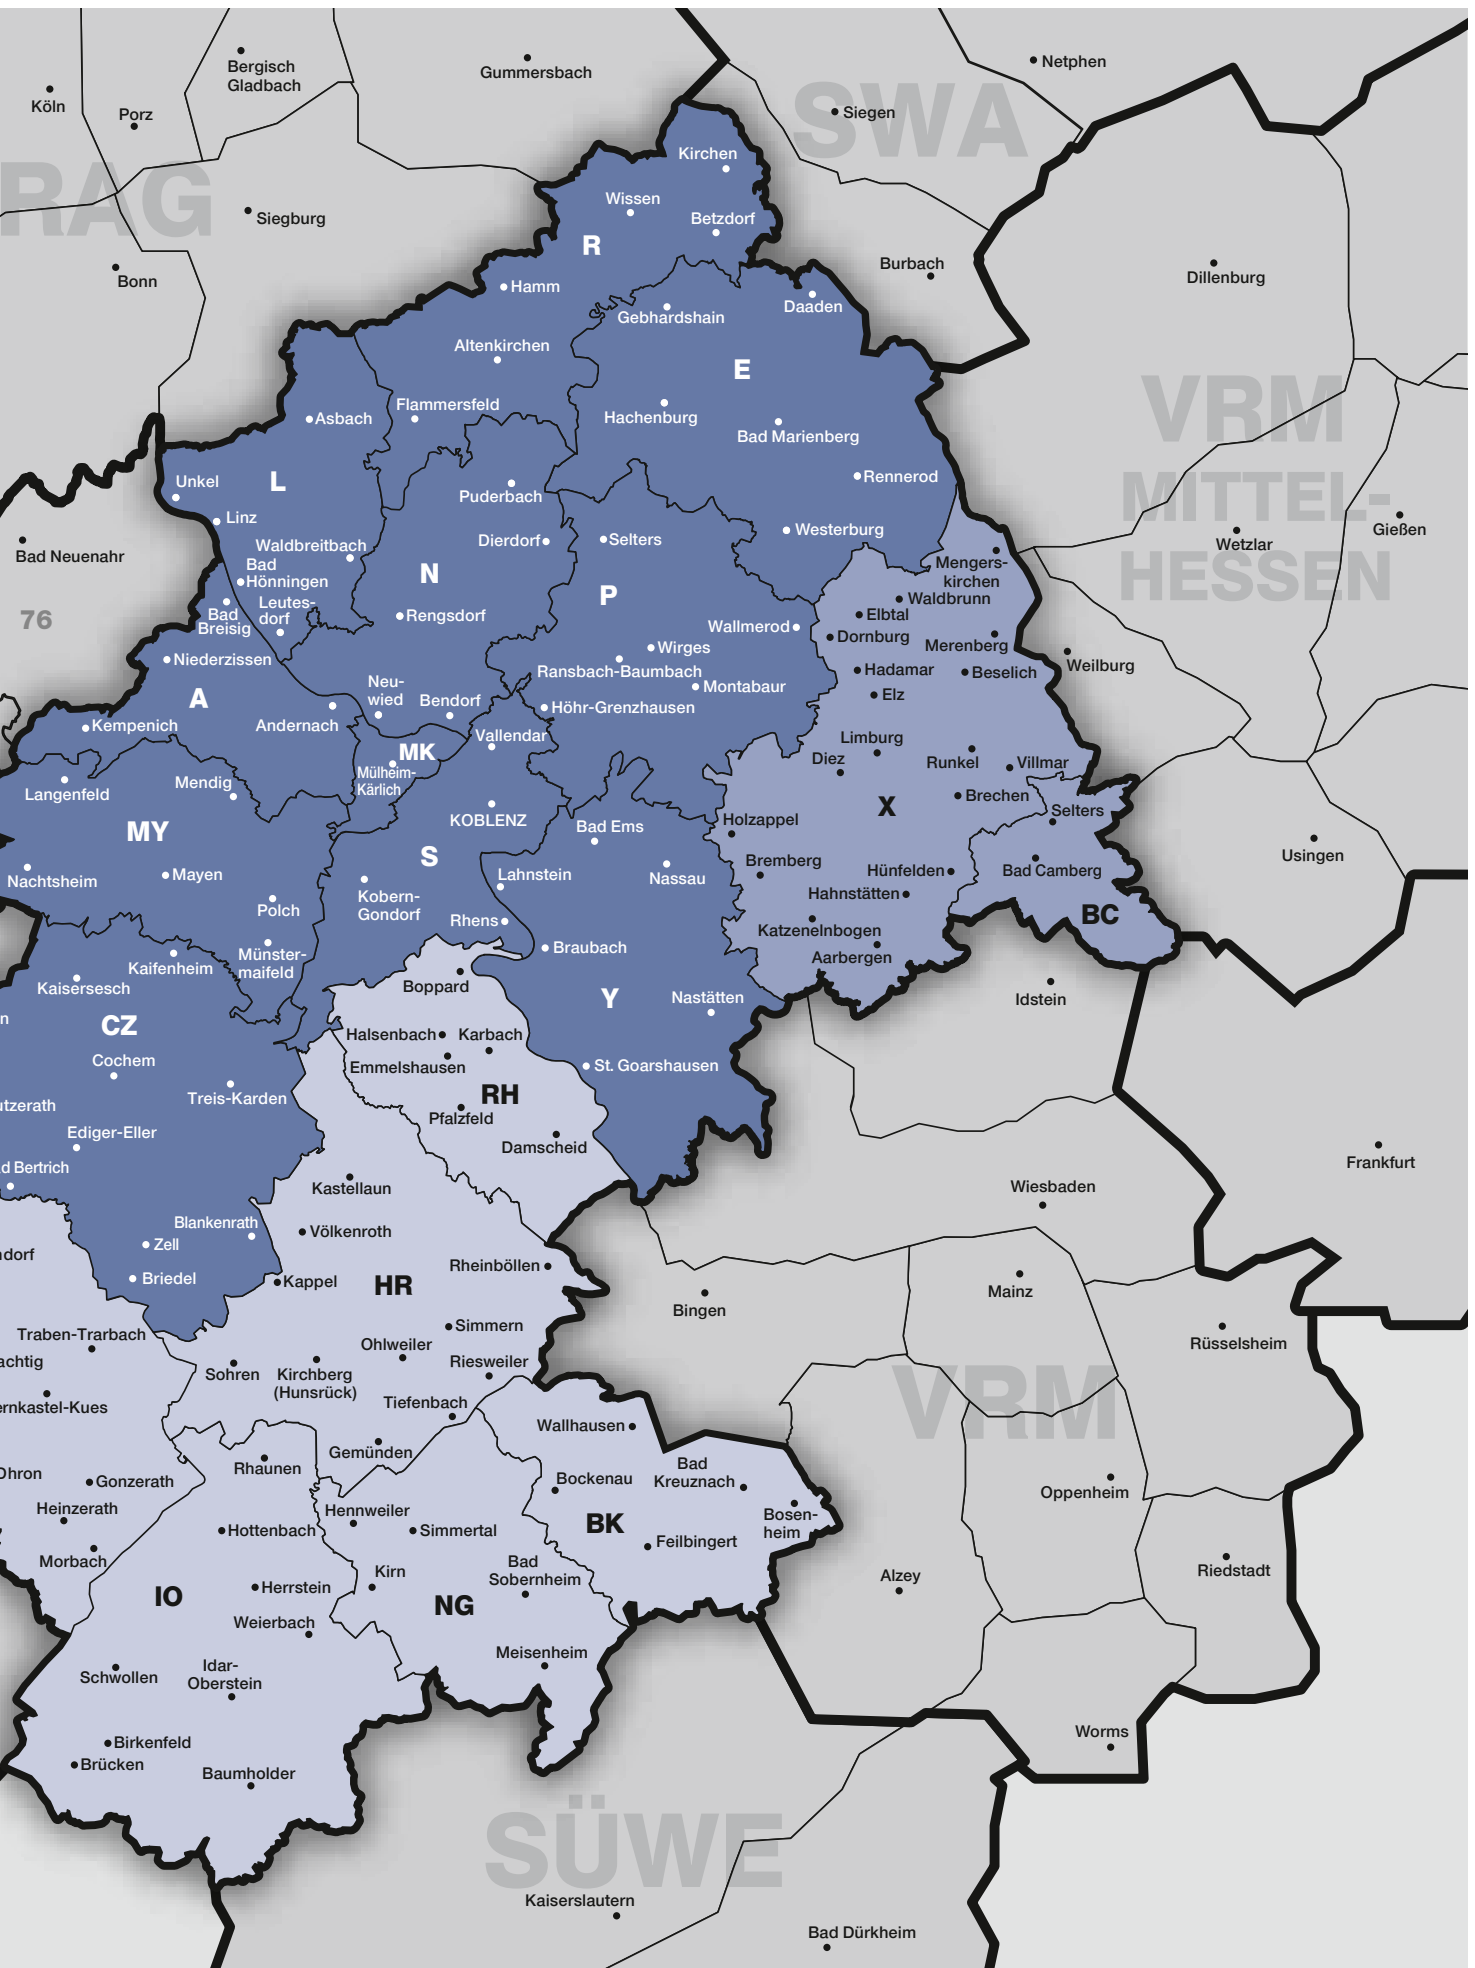 Netphen
Bergisch
Gladbach
Gummersbach
Köln
Porz
Siegen
SWA
Kirchen
RAG
Wissen
Siegburg
Betzdorf
R
Burbach
Bonn
Dillenburg
Hamm
Daaden
Gebhardshain
Altenkirchen
E
VRM
MITTEL-
HESSEN
Flammersfeld
Asbach
Hachenburg
Bad Marienberg
Unkel
L
Rennerod
Puderbach
Linz
Westerburg
Gießen
Dierdorf
Selters
Wetzlar
Waldbreitbach
Bad Neuenahr
Bad
Hönningen
Mengers-
kirchen
N
P
Waldbrunn
Leutes-
dorf
Bad
Breisig
76
Rengsdorf
Elbtal
Wallmerod
Dornburg
Merenberg
Wirges
Niederzissen
Weilburg
Ransbach-Baumbach
Hadamar
Beselich
Montabaur
Neu-
wied
Elz
A
Bendorf
Höhr-Grenzhausen
Kempenich
Andernach
Vallendar
Limburg
MK
Diez
Runkel
Villmar
Mülheim-
Kärlich
Mendig
Langenfeld
Brechen
X
Selters
KOBLENZ
Holzappel
Bad Ems
MY
S
Usingen
Bremberg
Nachtsheim
Mayen
Lahnstein
Nassau
Hünfelden
Bad Camberg
Hahnstätten
Kobern-
Gondorf
Polch
BC
Rhens
Katzenelnbogen
Braubach
Münster-
maifeld
Aarbergen
Kaifenheim
Kaisersesch
Boppard
Y
Nastätten
Idstein
n
CZ
Halsenbach
Karbach
Cochem
Emmelshausen
St. Goarshausen
Treis-Karden
RH
utzerath
Pfalzfeld
Ediger-Eller
Damscheid
Frankfurt
d Bertrich
Kastellaun
Wiesbaden
Blankenrath
Völkenroth
Zell
ndorf
Rheinböllen
Briedel
Kappel
HR
Mainz
Bingen
Simmern
Traben-Trarbach
Rüsselsheim
Ohlweiler
achtig
Riesweiler
Sohren
Kirchberg
(Hunsrück)
VRM
ernkastel-Kues
Tiefenbach
Wallhausen
Gemünden
Rhaunen
Ohron
Gonzerath
Bockenau
Bad
Kreuznach
Oppenheim
Heinzerath
Hennweiler
Bosen-
heim
Hottenbach
Simmertal
BK
Feilbingert
Morbach
Bad
Sobernheim
Kirn
Riedstadt
Alzey
Herrstein
IO
NG
Weierbach
Meisenheim
Schwollen
Idar-
Oberstein
Worms
Birkenfeld
Brücken
Baumholder
SÜWE
Kaiserslautern
Bad Dürkheim